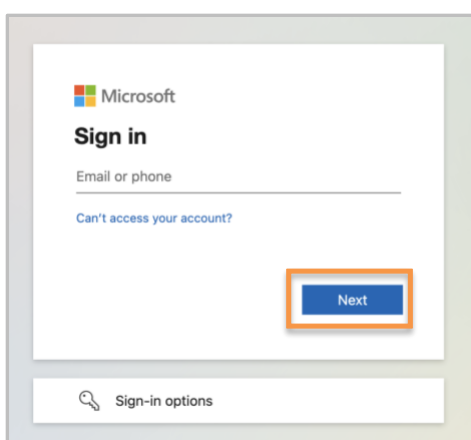 Microsoft
Sign in
Email or phone
Can't access your account?
Next
Sign-in options